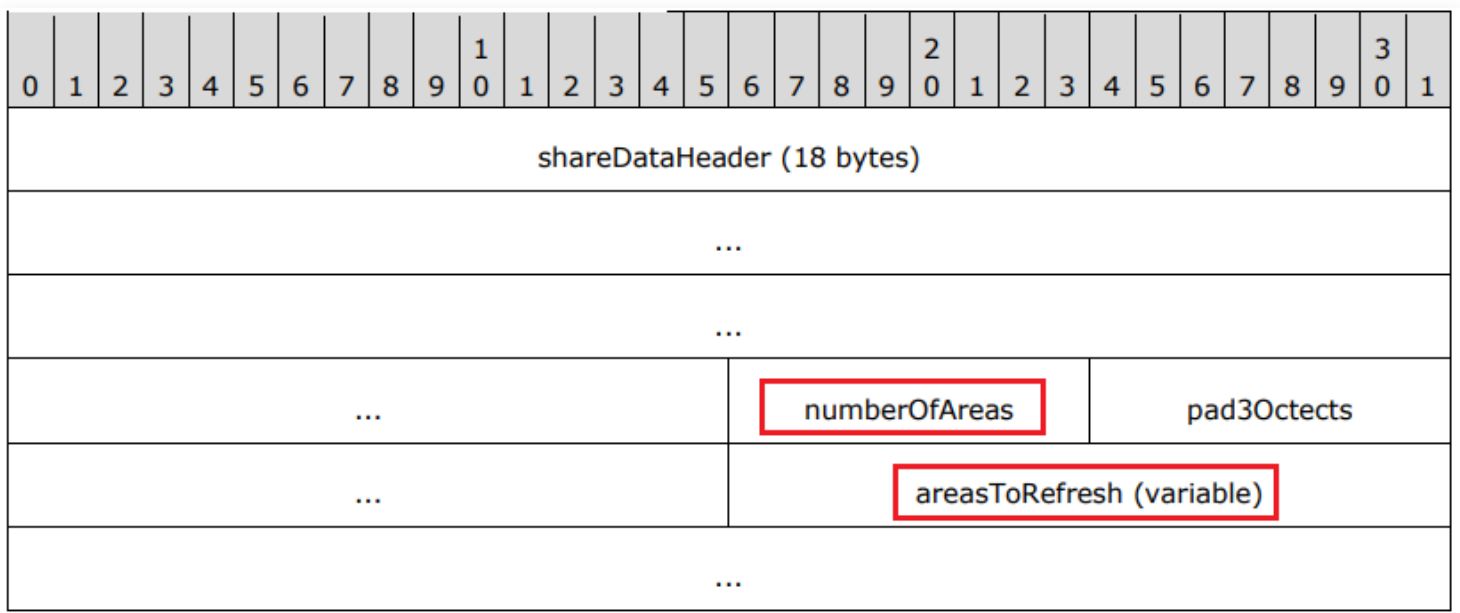 1 2 3
0 1 2 3 4 5 6 7 8 9 0 1 2 3 4 5 6 7 8 9 0 1 2 3 4 5 6 7 8 9 0 1
shareDataHeader (18 bytes)
...
...
... numberOfAreas pad3Octects
... areasToRefresh (variable)
...